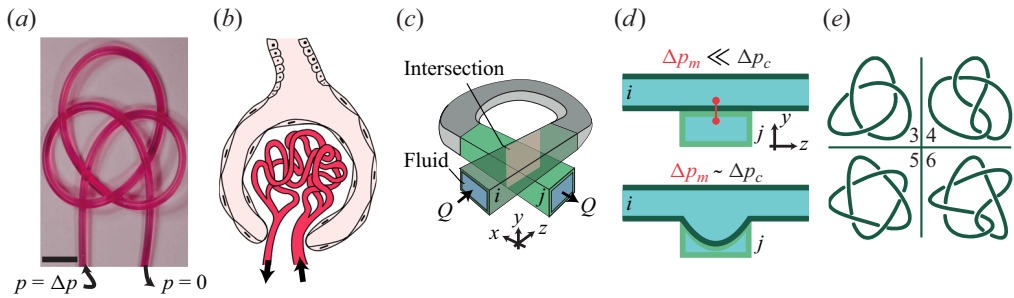 (a)
p = Δp
p = 0
(b)
(c)
Intersection
Fluid
Q
i
j
Q
x
y
z
(d)
Δp_m ≪ Δp_c
i
j
y
z
Δp_m ~ Δp_c
i
j
(e)
3
4
5
6